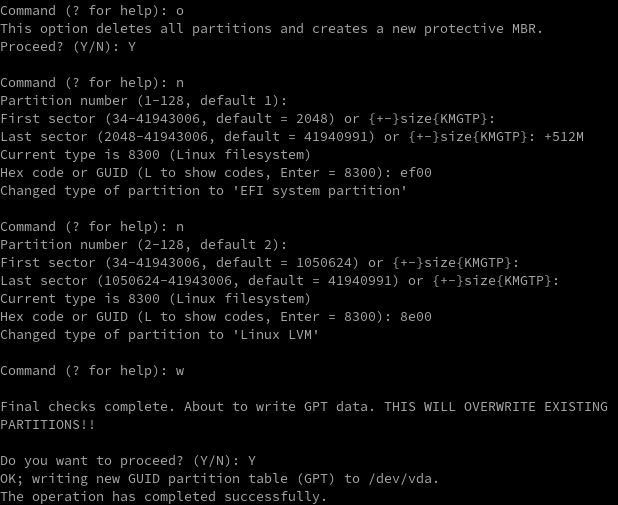 Command (? for help): o
This option deletes all partitions and creates a new protective MBR.
Proceed? (Y/N): Y
Command (? for help): n
Partition number (1-128, default 1):
First sector (34-41943006, default = 2048) or {+-}size{KMGTP}:
Last sector (2048-41943006, default = 41940991) or {+-}size{KMGTP}: +512M
Current type is 8300 (Linux filesystem)
Hex code or GUID (L to show codes, Enter = 8300): ef00
Changed type of partition to 'EFI system partition'
Command (? for help): n
Partition number (2-128, default 2):
First sector (34-41943006, default = 1050624) or {+-}size{KMGTP}:
Last sector (1050624-41943006, default = 41940991) or {+-}size{KMGTP}:
Current type is 8300 (Linux filesystem)
Hex code or GUID (L to show codes, Enter = 8300): 8e00
Changed type of partition to 'Linux LVM'
Command (? for help): w
Final checks complete. About to write GPT data. THIS WILL OVERWRITE EXISTING
PARTITIONS!!
Do you want to proceed? (Y/N): Y
OK; writing new GUID partition table (GPT) to /dev/vda.
The operation has completed successfully.